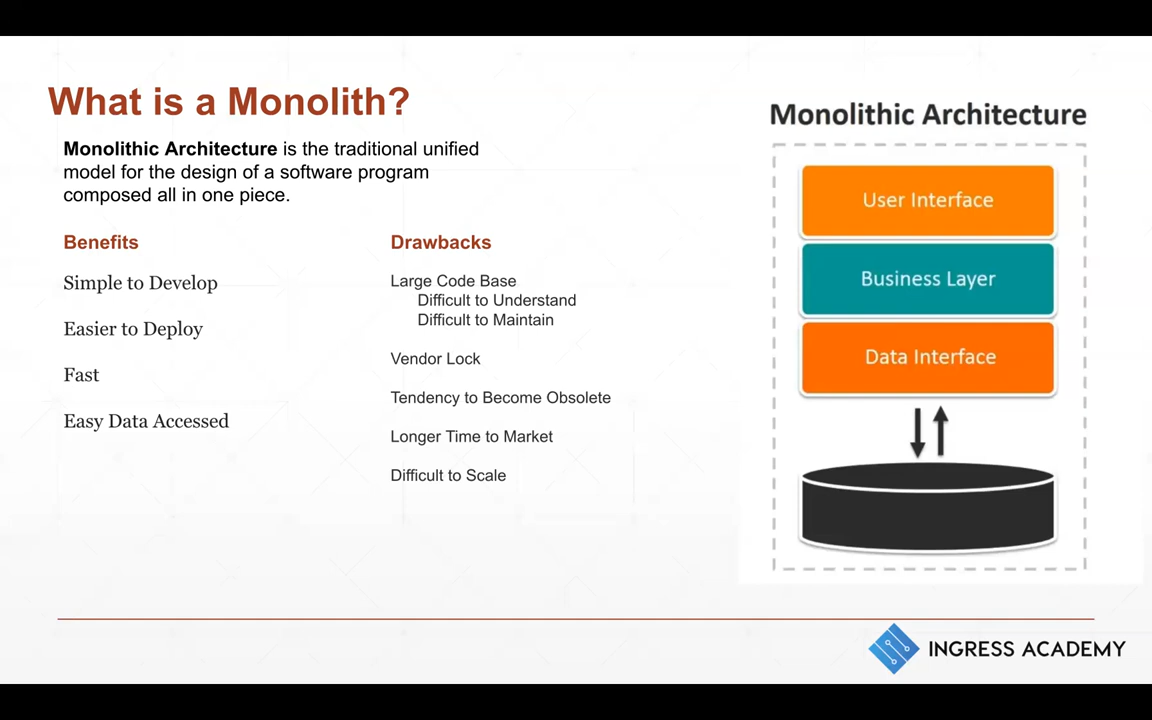 What is a Monolith?
Monolithic Architecture is the traditional unified
model for the design of a software program
composed all in one piece.
Benefits
Simple to Develop
Easier to Deploy
Fast
Easy Data Accessed
Drawbacks
Large Code Base
Difficult to Understand
Difficult to Maintain
Vendor Lock
Tendency to Become Obsolete
Longer Time to Market
Difficult to Scale
Monolithic Architecture
User Interface
Business Layer
Data Interface
INGRESS ACADEMY